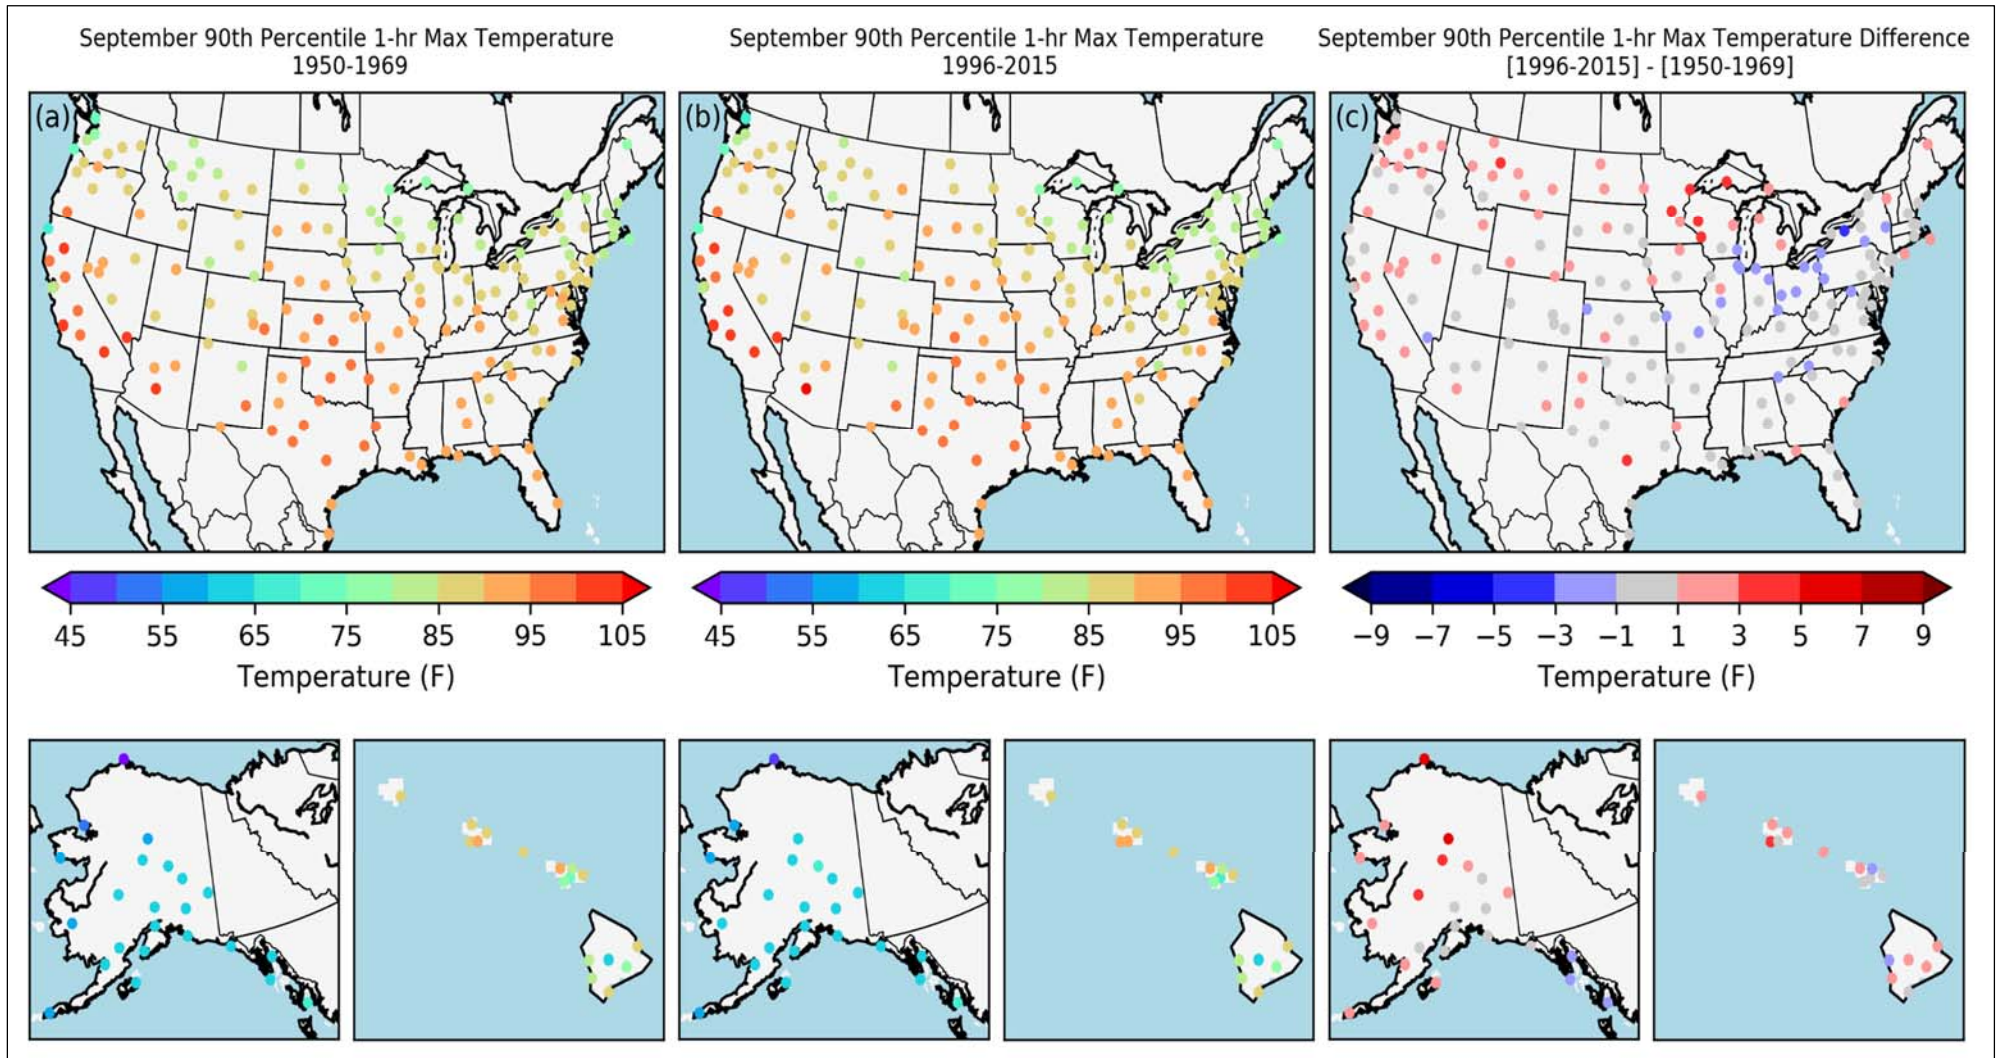 September 90th Percentile 1-hr Max Temperature
1950-1969
September 90th Percentile 1-hr Max Temperature
1996-2015
September 90th Percentile 1-hr Max Temperature Difference
[1996-2015] - [1950-1969]
(a)
(b)
(c)
45 55 65 75 85 95 105
Temperature (F)
45 55 65 75 85 95 105
Temperature (F)
−9 −7 −5 −3 −1 1 3 5 7 9
Temperature (F)